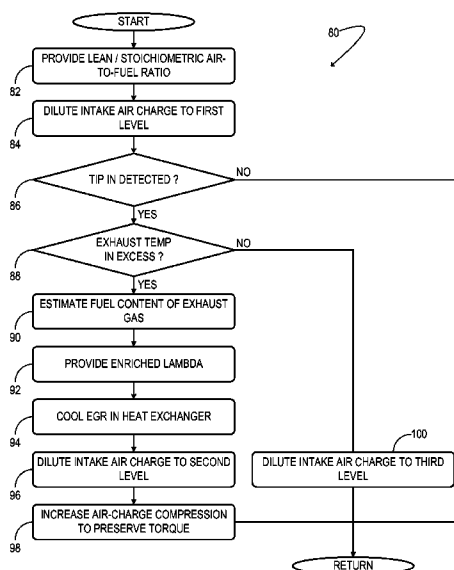 START
80
PROVIDE LEAN / STOICHIOMETRIC AIR-
TO-FUEL RATIO
82
DILUTE INTAKE AIR CHARGE TO FIRST
LEVEL
84
TIP IN DETECTED ?
NO
86
YES
EXHAUST TEMP
IN EXCESS ?
NO
88
YES
ESTIMATE FUEL CONTENT OF EXHAUST
GAS
90
PROVIDE ENRICHED LAMBDA
92
COOL EGR IN HEAT EXCHANGER
94
100
DILUTE INTAKE AIR CHARGE TO SECOND
LEVEL
96
DILUTE INTAKE AIR CHARGE TO THIRD
LEVEL
INCREASE AIR-CHARGE COMPRESSION
TO PRESERVE TORQUE
98
RETURN